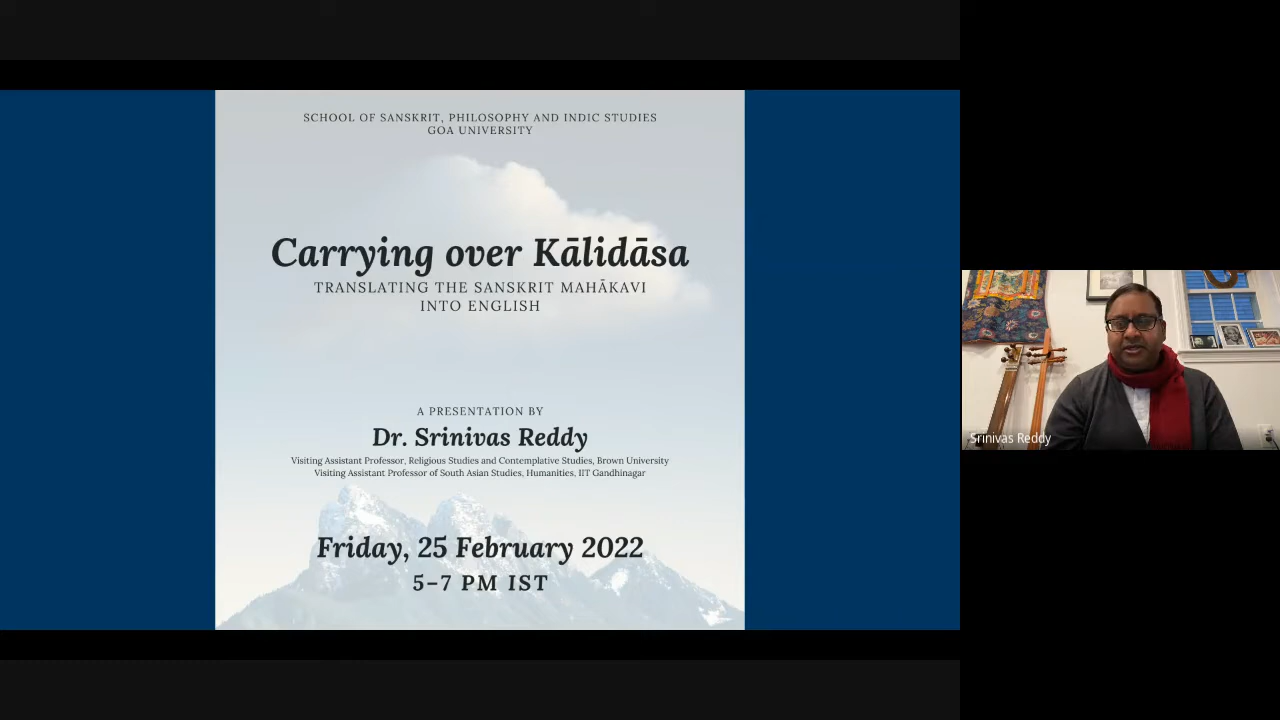 SCHOOL OF SANSKRIT, PHILOSOPHY AND INDIC STUDIES
GOA UNIVERSITY
Carrying over Kālidāsa
TRANSLATING THE SANSKRIT MAHĀKAVI
INTO ENGLISH
A PRESENTATION BY
Dr. Srinivas Reddy
Visiting Assistant Professor, Religious Studies and Contemplative Studies, Brown University
Visiting Assistant Professor of South Asian Studies, Humanities, IIT Gandhinagar
Friday, 25 February 2022
5–7 PM IST
Srinivas Reddy